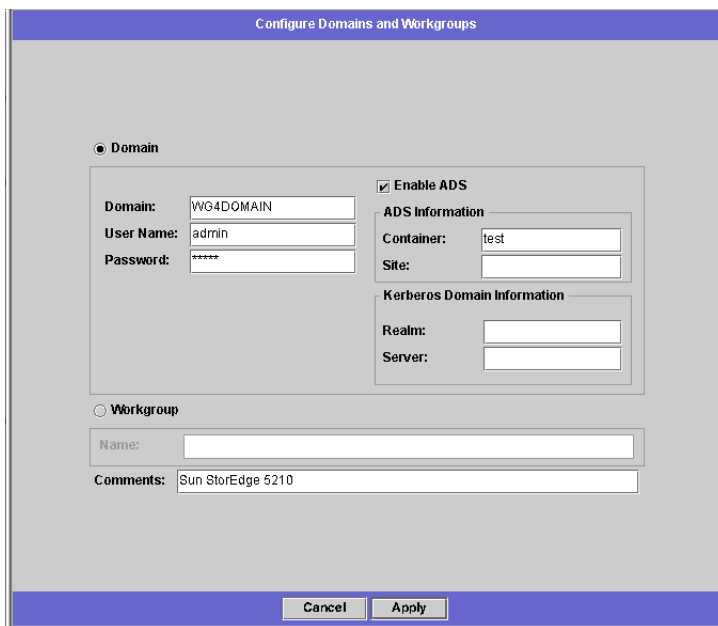 Configure Domains and Workgroups
Domain
Enable ADS
Domain: WG4DOMAIN
ADS Information
User Name: admin
Container: test
Password: *****
Site:
Kerberos Domain Information
Realm:
Server:
Workgroup
Name:
Comments: Sun StorEdge 5210
Cancel Apply